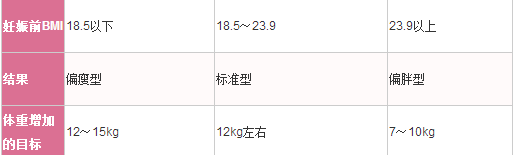 妊娠前BMI 18.5以下 18.5～23.9 23.9以上
结果 偏瘦型 标准型 偏胖型
体重增加的目标 12～15kg 12kg左右 7～10kg